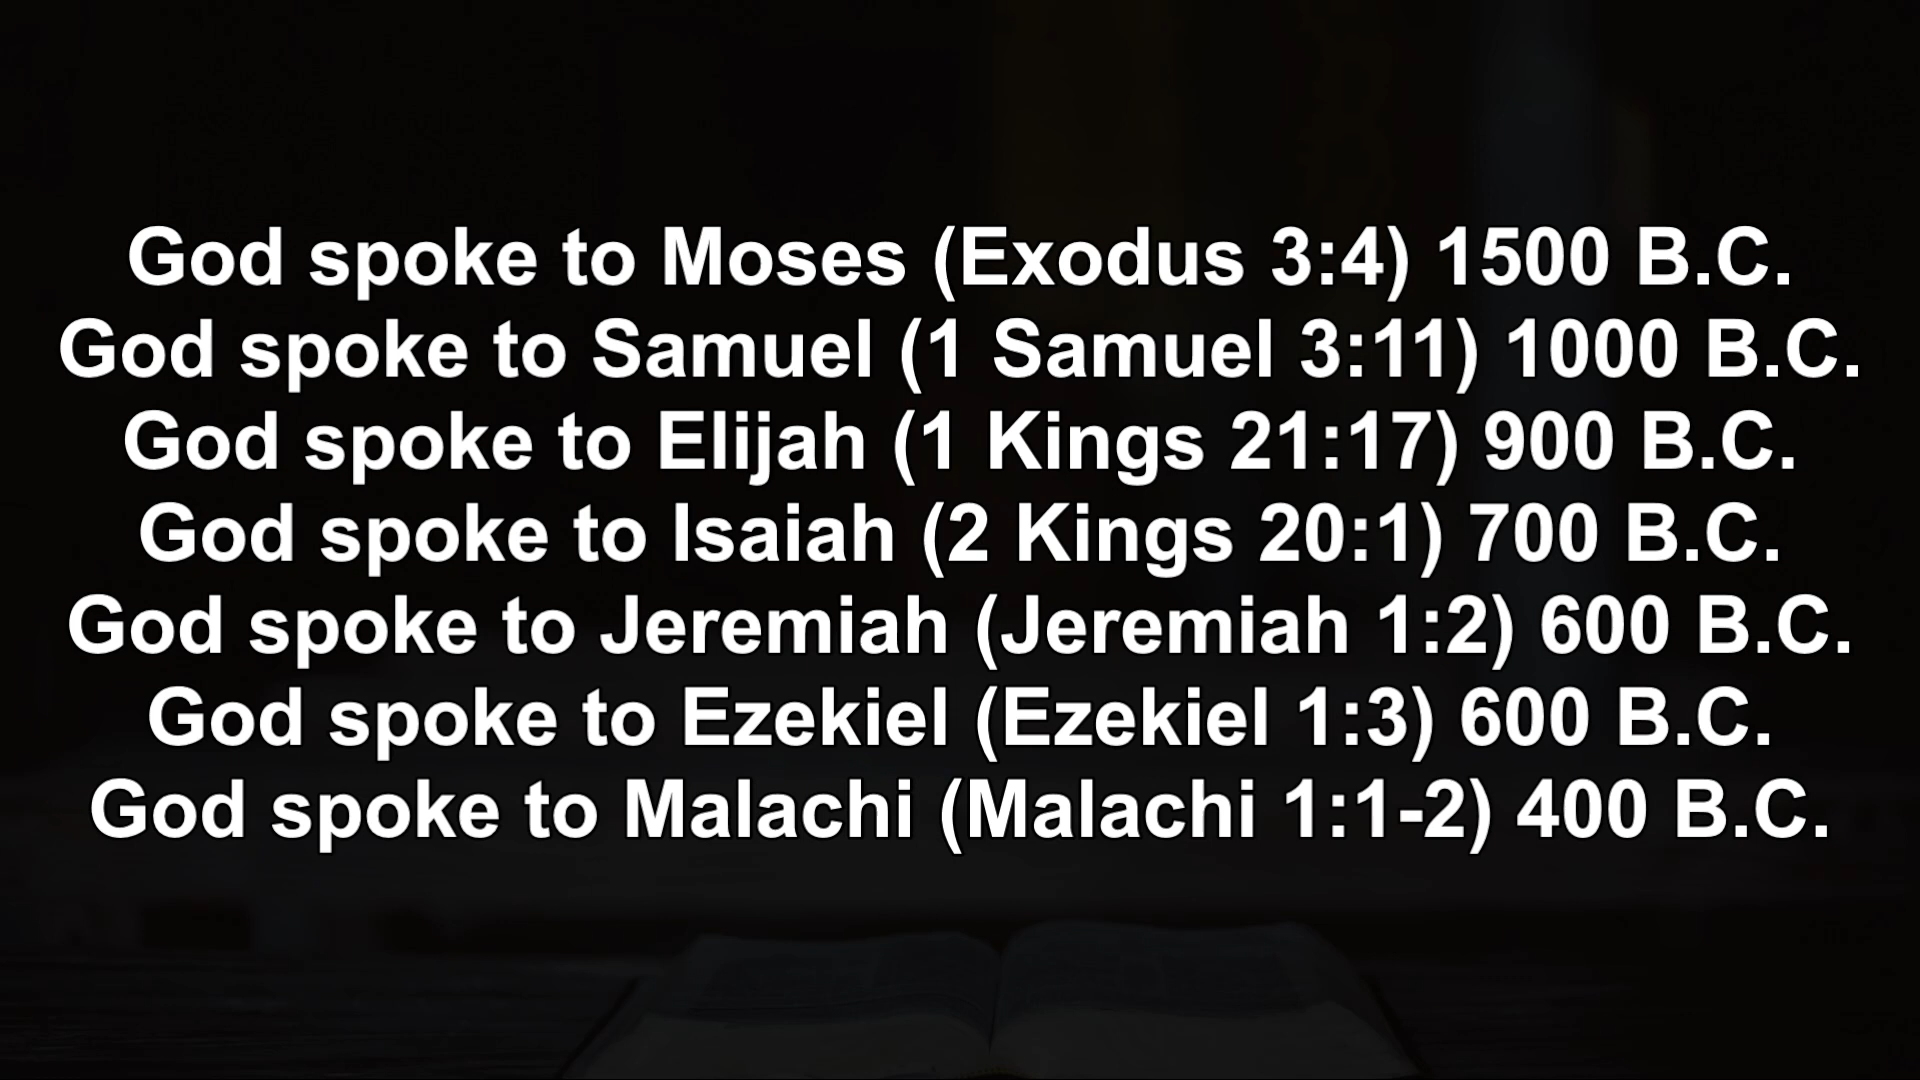 God spoke to Moses (Exodus 3:4) 1500 B.C.
God spoke to Samuel (1 Samuel 3:11) 1000 B.C.
God spoke to Elijah (1 Kings 21:17) 900 B.C.
God spoke to Isaiah (2 Kings 20:1) 700 B.C.
God spoke to Jeremiah (Jeremiah 1:2) 600 B.C.
God spoke to Ezekiel (Ezekiel 1:3) 600 B.C.
God spoke to Malachi (Malachi 1:1-2) 400 B.C.